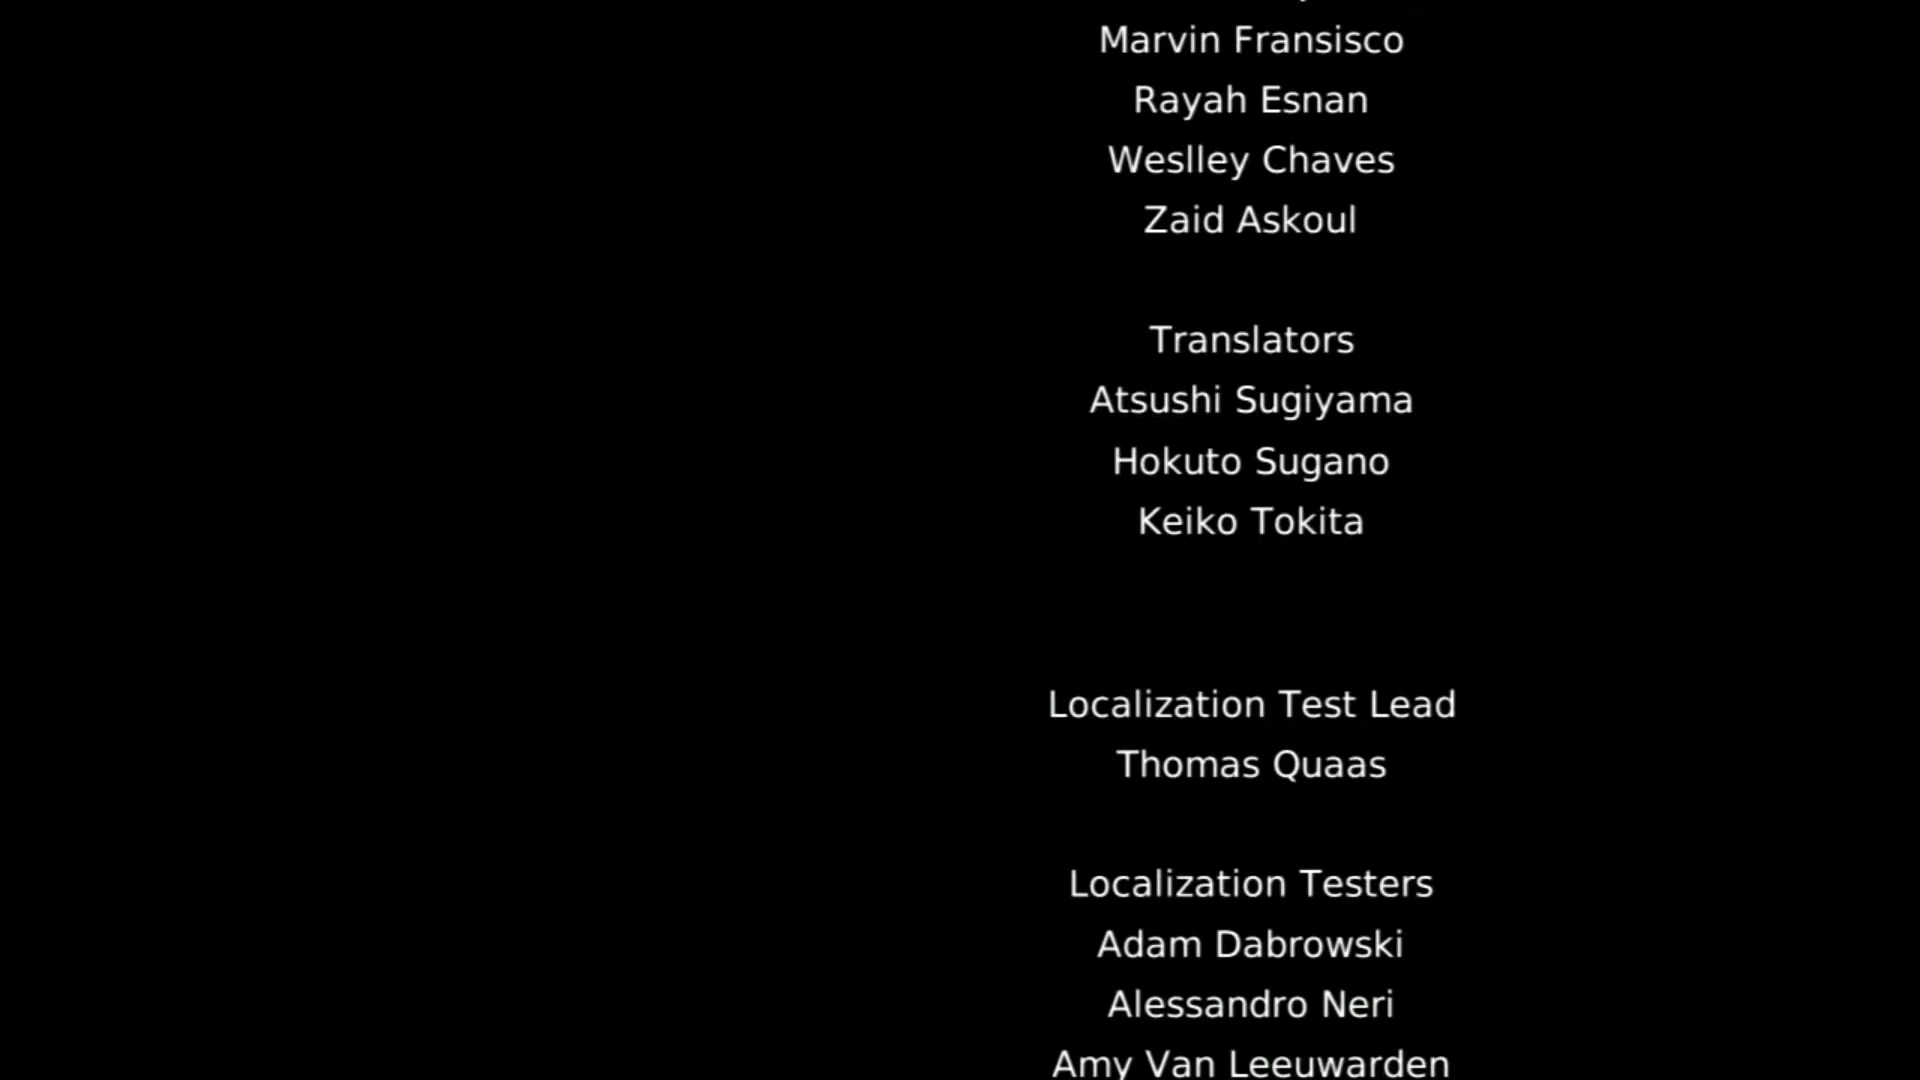 Marvin Fransisco
Rayah Esnan
Weslley Chaves
Zaid Askoul
Translators
Atsushi Sugiyama
Hokuto Sugano
Keiko Tokita
Localization Test Lead
Thomas Quaas
Localization Testers
Adam Dabrowski
Alessandro Neri
Amy Van Leeuwarden